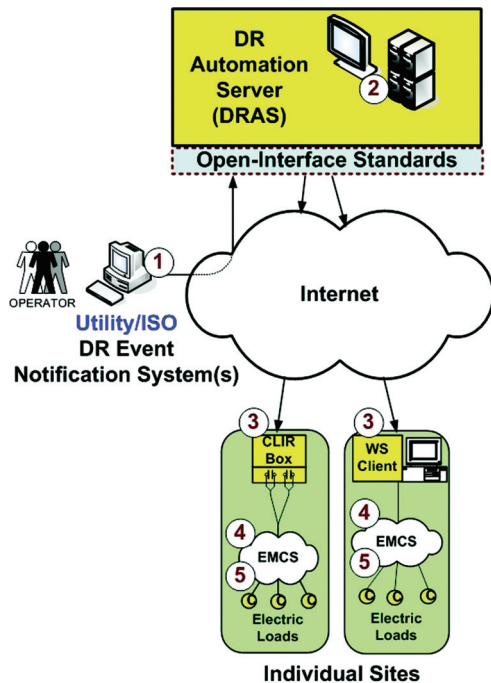 DR
Automation
Server
(DRAS)
2
Open-Interface Standards
1
OPERATOR
Utility/ISO
DR Event
Notification System(s)
Internet
3
CLIR
Box
4
EMCS
5
Electric
Loads
3
WS
Client
4
EMCS
5
Electric
Loads
Individual Sites